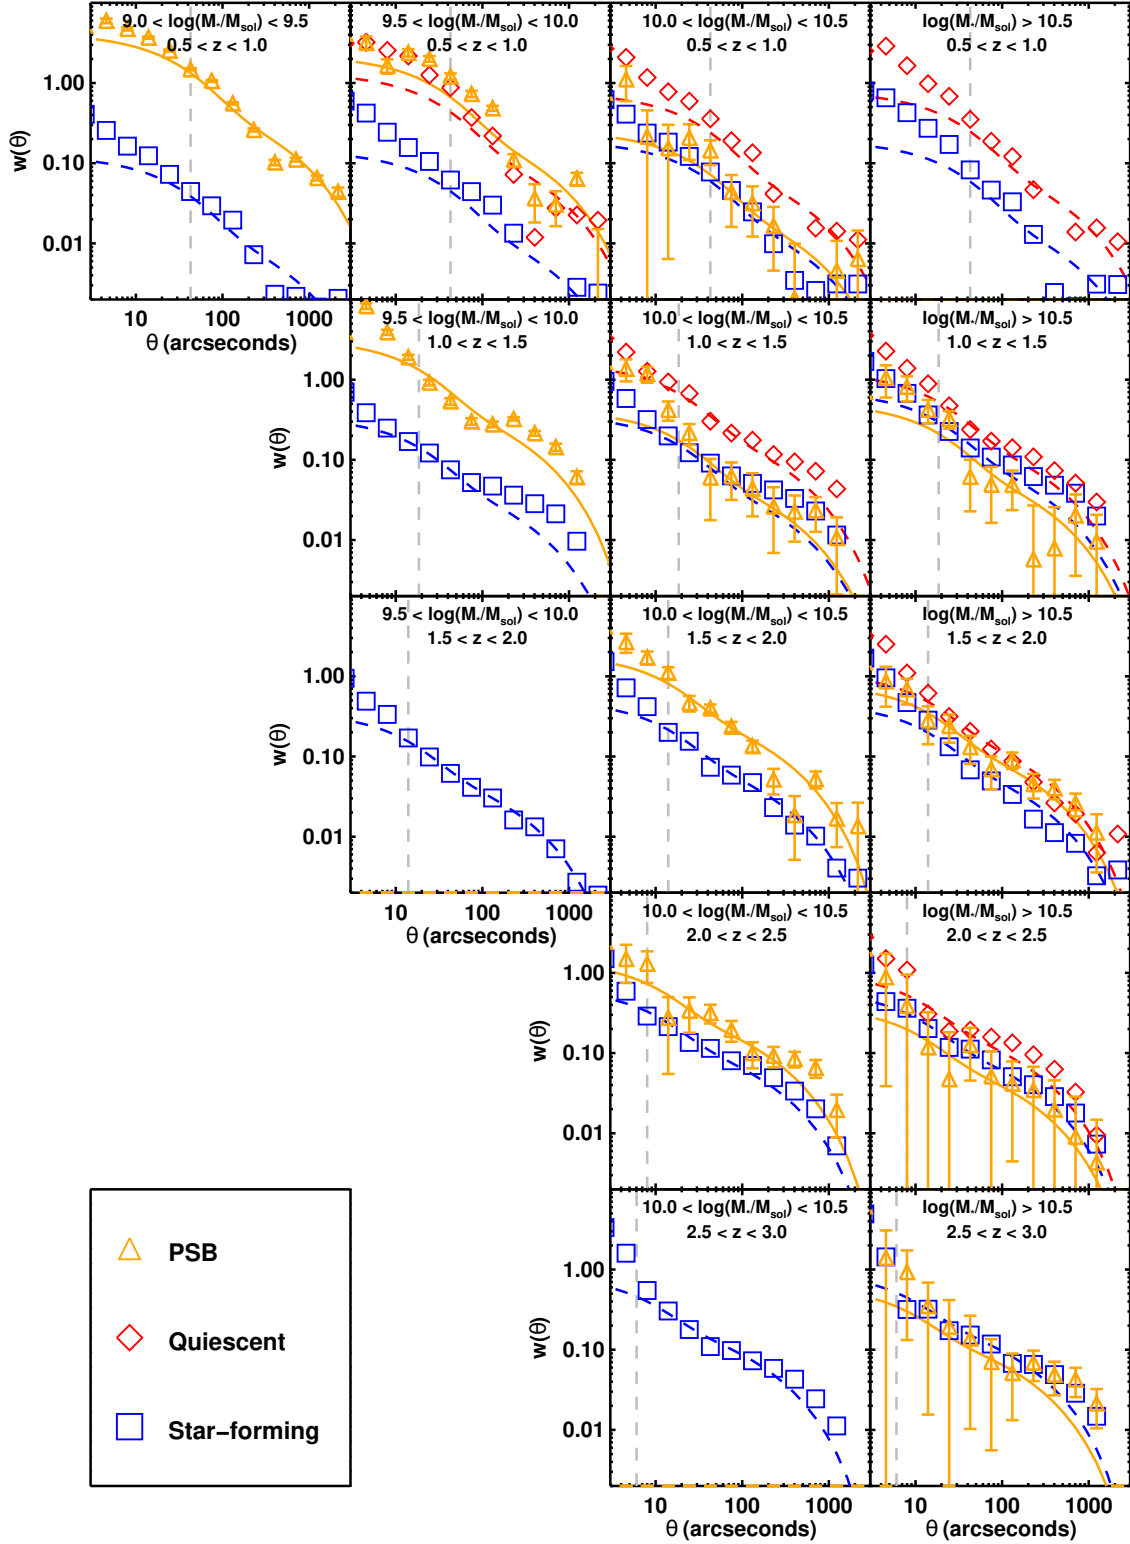 9.0 < log(M*/Msol) < 9.5
0.5 < z < 1.0
9.5 < log(M*/Msol) < 10.0
0.5 < z < 1.0
10.0 < log(M*/Msol) < 10.5
0.5 < z < 1.0
log(M*/Msol) > 10.5
0.5 < z < 1.0
1.00
0.10
0.01
w(θ)
10 100 1000
θ (arcseconds)
9.5 < log(M*/Msol) < 10.0
1.0 < z < 1.5
10.0 < log(M*/Msol) < 10.5
1.0 < z < 1.5
log(M*/Msol) > 10.5
1.0 < z < 1.5
1.00
0.10
0.01
w(θ)
9.5 < log(M*/Msol) < 10.0
1.5 < z < 2.0
10.0 < log(M*/Msol) < 10.5
1.5 < z < 2.0
log(M*/Msol) > 10.5
1.5 < z < 2.0
1.00
0.10
0.01
w(θ)
10 100 1000
θ (arcseconds)
10.0 < log(M*/Msol) < 10.5
2.0 < z < 2.5
log(M*/Msol) > 10.5
2.0 < z < 2.5
1.00
0.10
0.01
w(θ)
10.0 < log(M*/Msol) < 10.5
2.5 < z < 3.0
log(M*/Msol) > 10.5
2.5 < z < 3.0
1.00
0.10
0.01
w(θ)
10 100 1000
θ (arcseconds)
10 100 1000
θ (arcseconds)
PSB
Quiescent
Star−forming